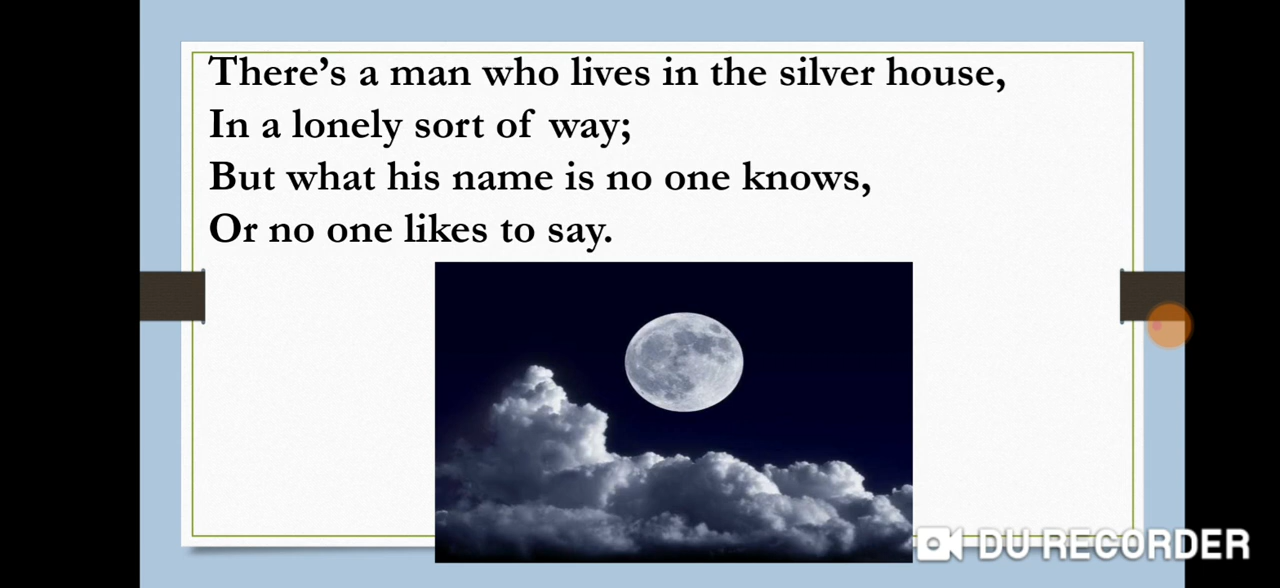 There’s a man who lives in the silver house,
In a lonely sort of way;
But what his name is no one knows,
Or no one likes to say.
DU RECORDER